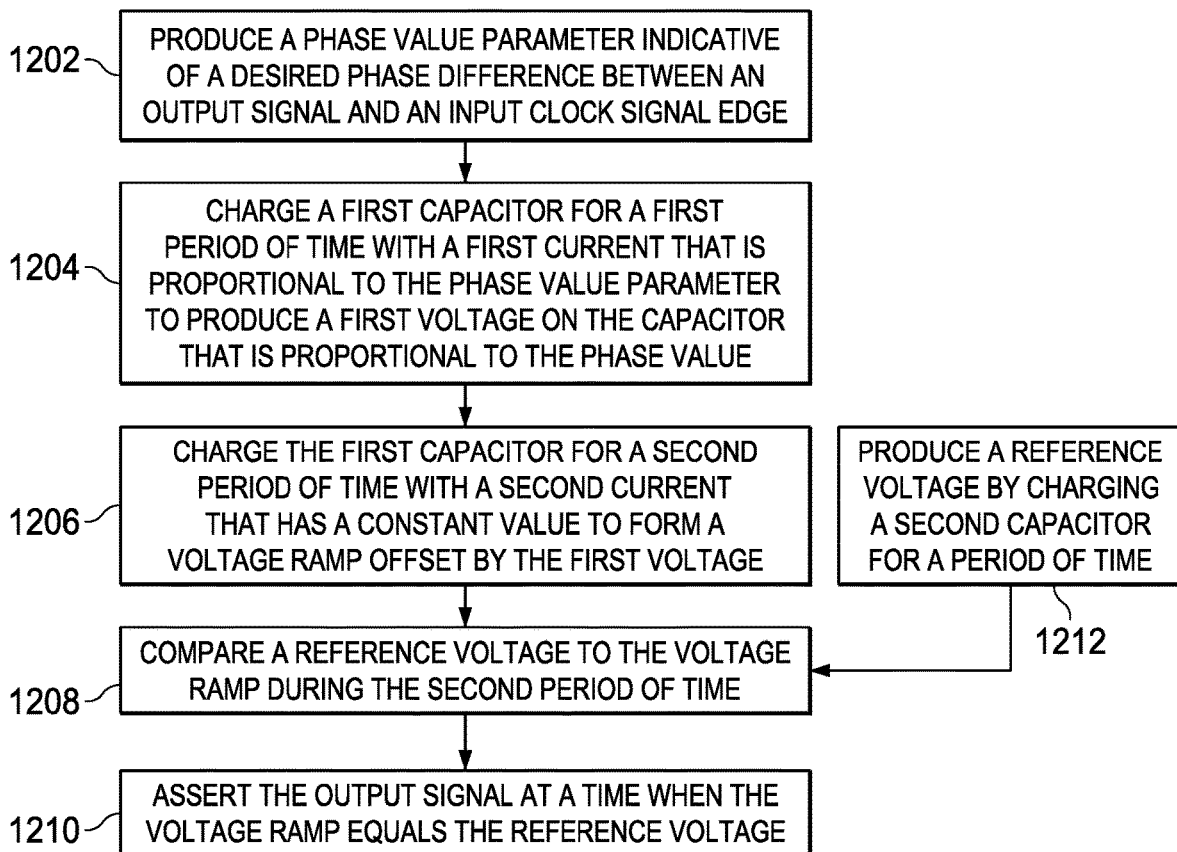 1202
PRODUCE A PHASE VALUE PARAMETER INDICATIVE
OF A DESIRED PHASE DIFFERENCE BETWEEN AN
OUTPUT SIGNAL AND AN INPUT CLOCK SIGNAL EDGE
1204
CHARGE A FIRST CAPACITOR FOR A FIRST
PERIOD OF TIME WITH A FIRST CURRENT THAT IS
PROPORTIONAL TO THE PHASE VALUE PARAMETER
TO PRODUCE A FIRST VOLTAGE ON THE CAPACITOR
THAT IS PROPORTIONAL TO THE PHASE VALUE
1206
CHARGE THE FIRST CAPACITOR FOR A SECOND
PERIOD OF TIME WITH A SECOND CURRENT
THAT HAS A CONSTANT VALUE TO FORM A
VOLTAGE RAMP OFFSET BY THE FIRST VOLTAGE
PRODUCE A REFERENCE
VOLTAGE BY CHARGING
A SECOND CAPACITOR
FOR A PERIOD OF TIME
1212
1208
COMPARE A REFERENCE VOLTAGE TO THE VOLTAGE
RAMP DURING THE SECOND PERIOD OF TIME
1210
ASSERT THE OUTPUT SIGNAL AT A TIME WHEN THE
VOLTAGE RAMP EQUALS THE REFERENCE VOLTAGE